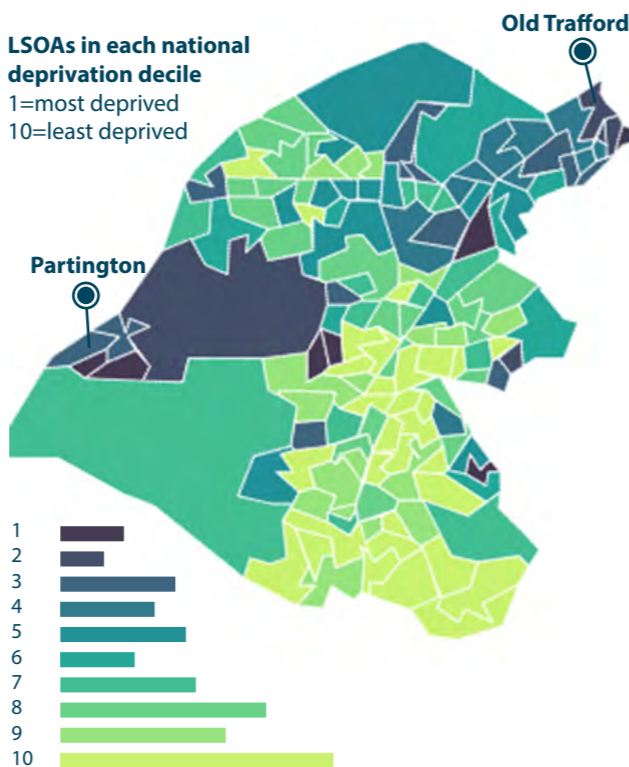 Old Trafford
LSOAs in each national
deprivation decile
1=most deprived
10=least deprived
Partington
1
2
3
4
5
6
7
8
9
10